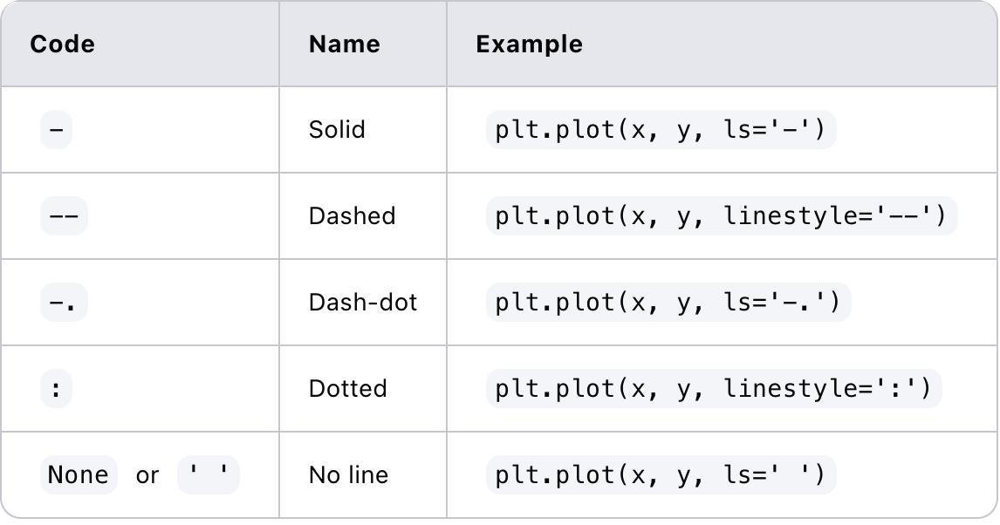 Code Name Example
- Solid plt.plot(x, y, ls='-')
-- Dashed plt.plot(x, y, linestyle='--')
-. Dash-dot plt.plot(x, y, ls='-.')
: Dotted plt.plot(x, y, linestyle=':')
None or ' ' No line plt.plot(x, y, ls=' ')